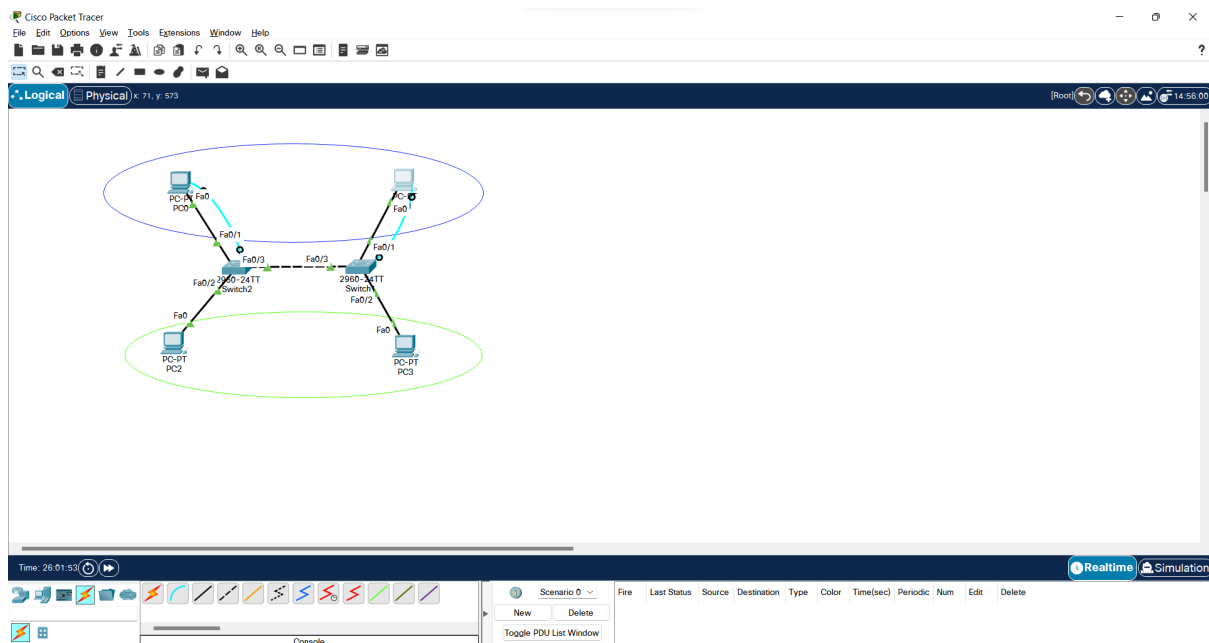 Cisco Packet Tracer
File Edit Options View Tools Extensions Window Help
?
Logical Physical x: 71, y: 573 [Root] 14:56:00
PC-PT Fa0
PC0
PC-PT
Fa0
Fa0/1
Fa0/1
Fa0/3 Fa0/3
Fa0/2 2960-24TT
Switch2
2960-24TT
Switch1
Fa0/2
Fa0
Fa0
PC-PT
PC2
PC-PT
PC3
Time: 26:01:53 Realtime Simulation
Scenario 0
Fire Last Status Source Destination Type Color Time(sec) Periodic Num Edit Delete
New Delete
Toggle PDU List Window
Console